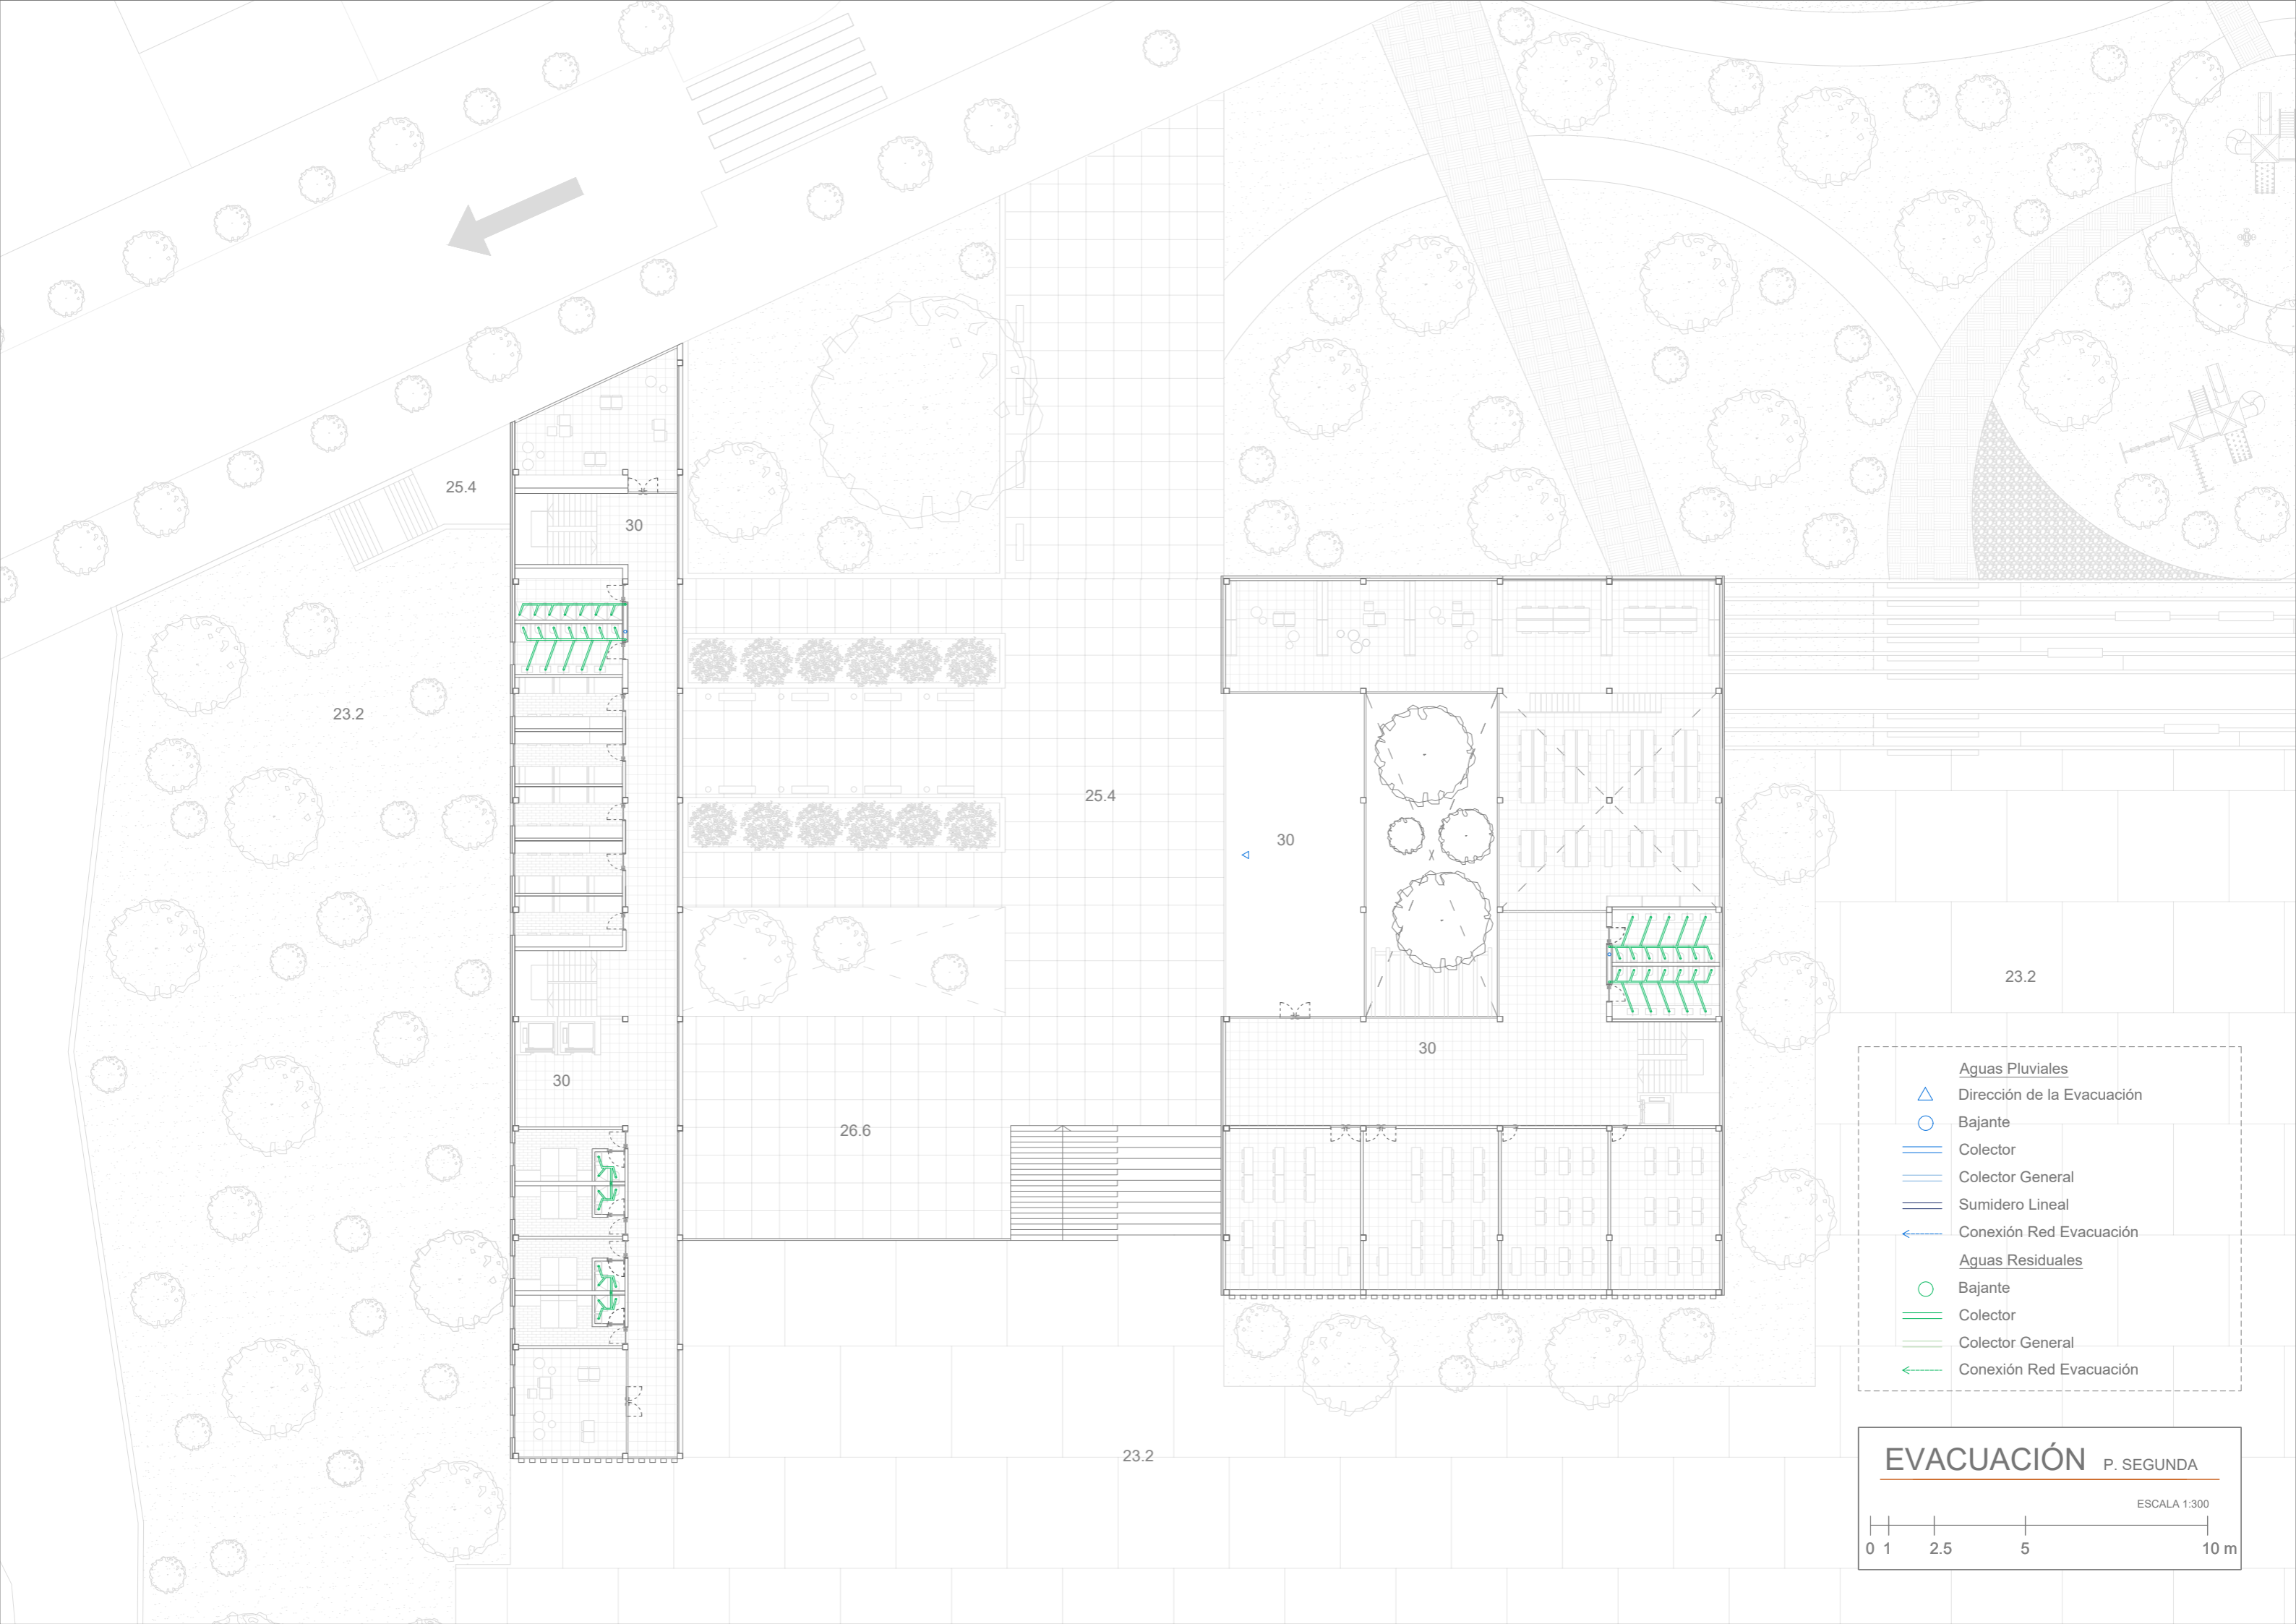 25.4
30
23.2
25.4
30
23.2
30
30
26.6
23.2
Aguas Pluviales
Dirección de la Evacuación
Bajante
Colector
Colector General
Sumidero Lineal
Conexión Red Evacuación
Aguas Residuales
Bajante
Colector
Colector General
Conexión Red Evacuación
EVACUACIÓN P. SEGUNDA
ESCALA 1:300
0 1 2.5 5 10 m